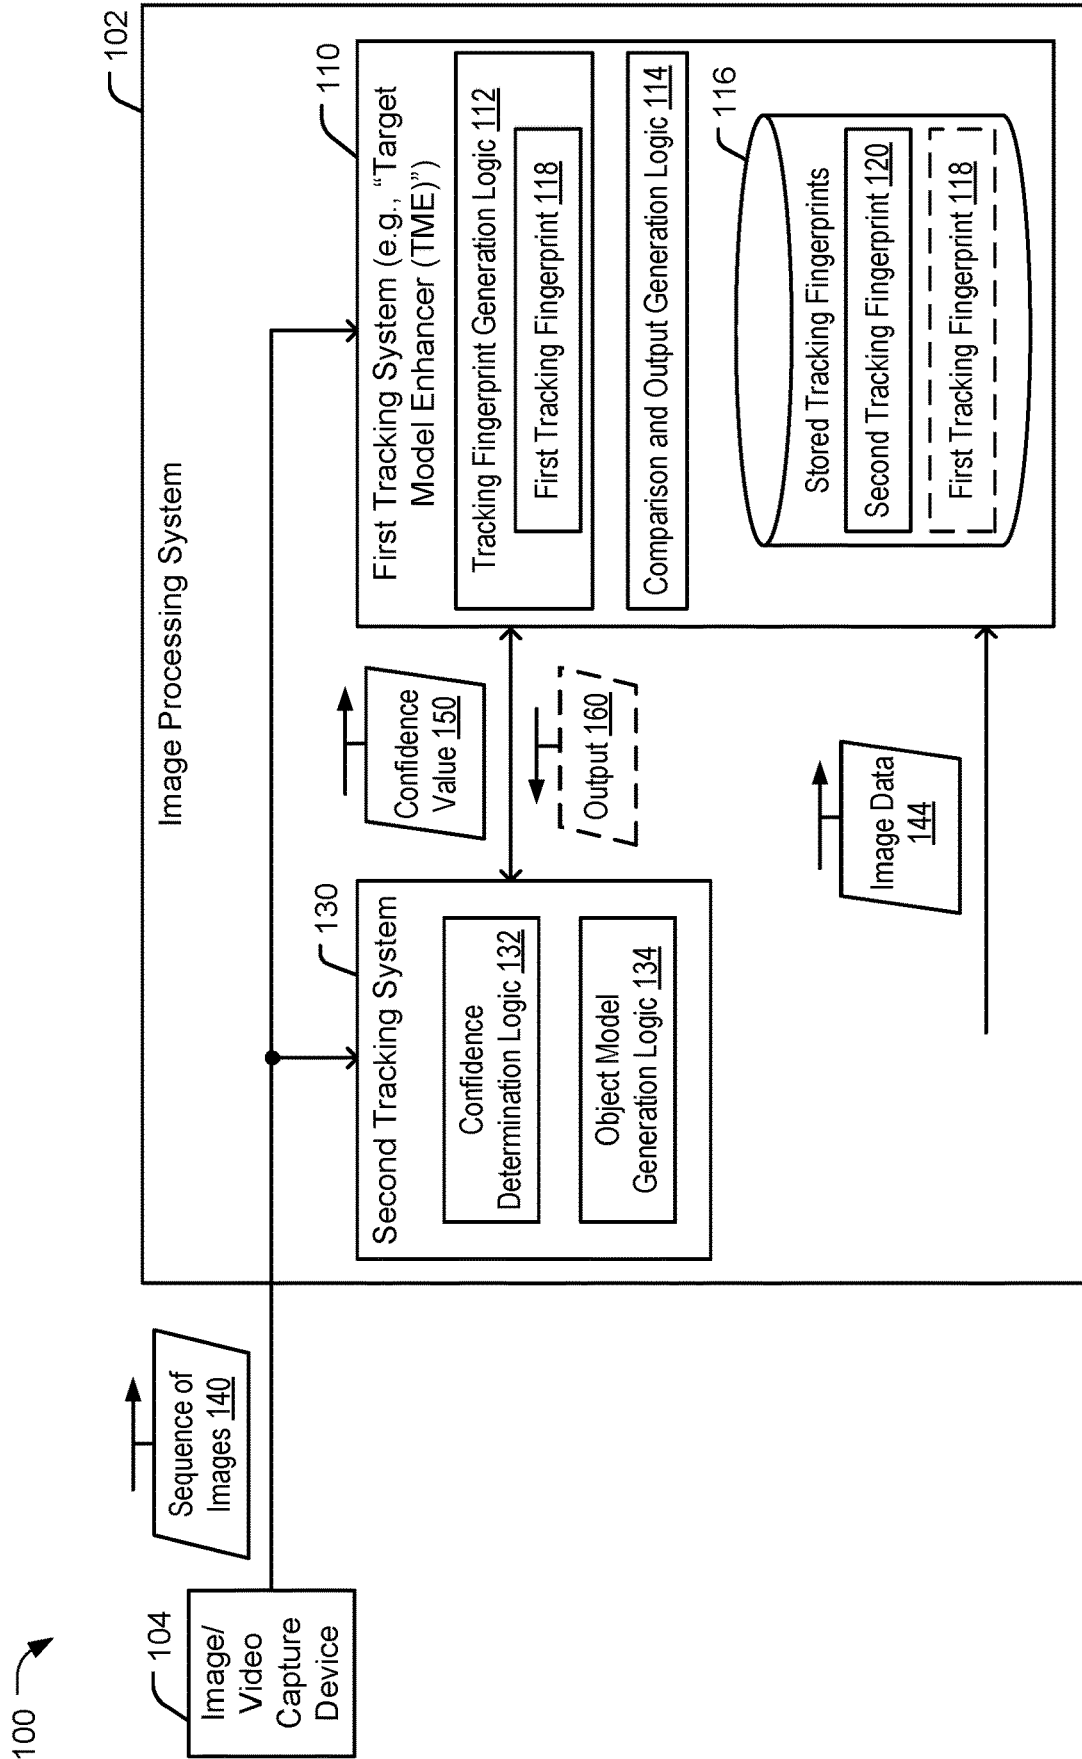 100
104
Image/
Video
Capture
Device
Sequence of
Images 140
102
Image Processing System
130
Second Tracking System
Confidence
Determination Logic 132
Object Model
Generation Logic 134
Confidence
Value 150
Output 160
Image Data
144
110
First Tracking System (e.g., “Target
Model Enhancer (TME)”)
Tracking Fingerprint Generation Logic 112
First Tracking Fingerprint 118
Comparison and Output Generation Logic 114
116
Stored Tracking Fingerprints
Second Tracking Fingerprint 120
First Tracking Fingerprint 118